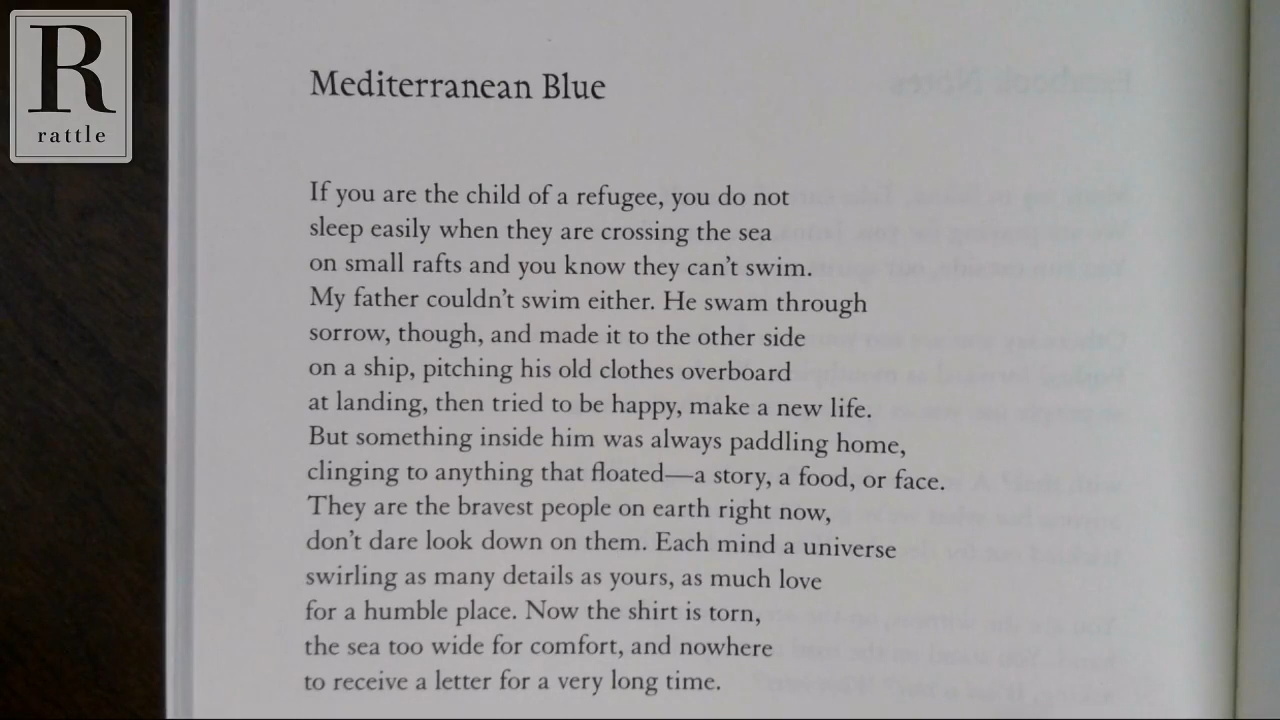 R
rattle
Mediterranean Blue
If you are the child of a refugee, you do not
sleep easily when they are crossing the sea
on small rafts and you know they can't swim.
My father couldn't swim either. He swam through
sorrow, though, and made it to the other side
on a ship, pitching his old clothes overboard
at landing, then tried to be happy, make a new life.
But something inside him was always paddling home,
clinging to anything that floated—a story, a food, or face.
They are the bravest people on earth right now,
don't dare look down on them. Each mind a universe
swirling as many details as yours, as much love
for a humble place. Now the shirt is torn,
the sea too wide for comfort, and nowhere
to receive a letter for a very long time.